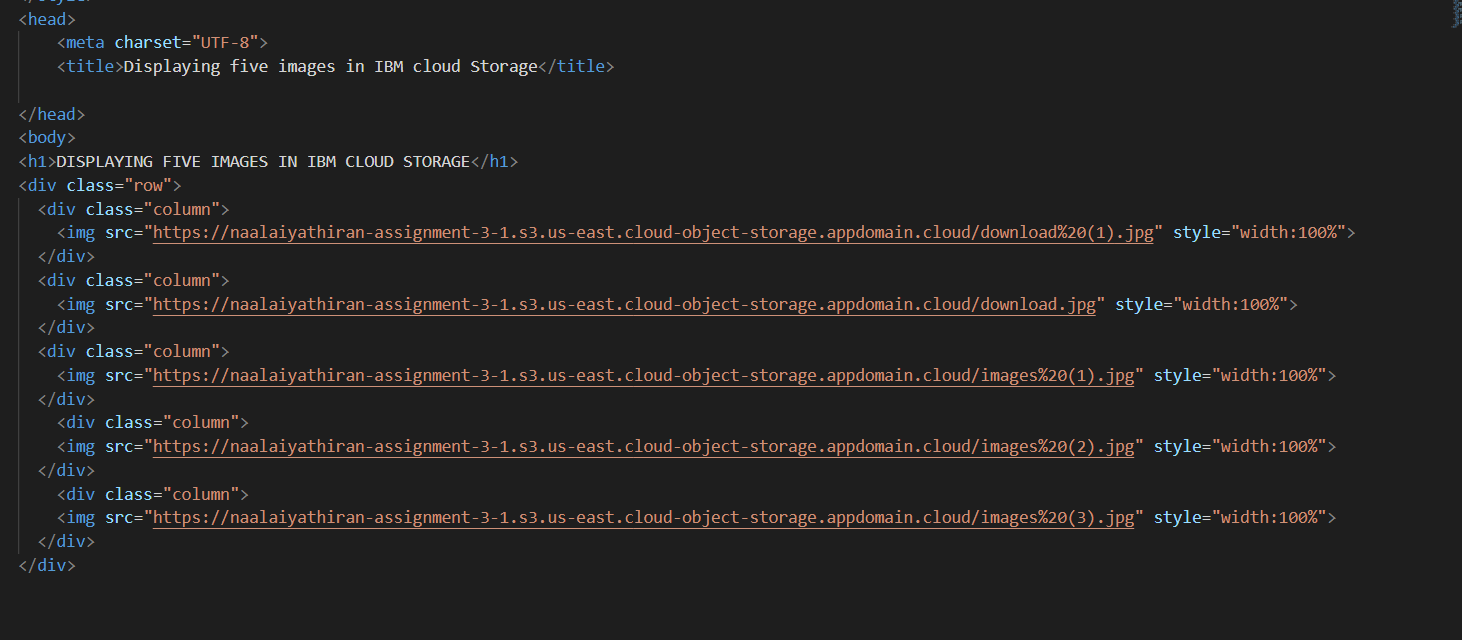 </style>
<head>
    <meta charset="UTF-8">
    <title>Displaying five images in IBM cloud Storage</title>

</head>
<body>
<h1>DISPLAYING FIVE IMAGES IN IBM CLOUD STORAGE</h1>
<div class="row">
  <div class="column">
    <img src="https://naalaiyathiran-assignment-3-1.s3.us-east.cloud-object-storage.appdomain.cloud/download%20(1).jpg" style="width:100%">
  </div>
  <div class="column">
    <img src="https://naalaiyathiran-assignment-3-1.s3.us-east.cloud-object-storage.appdomain.cloud/download.jpg" style="width:100%">
  </div>
  <div class="column">
    <img src="https://naalaiyathiran-assignment-3-1.s3.us-east.cloud-object-storage.appdomain.cloud/images%20(1).jpg" style="width:100%">
  </div>
    <div class="column">
    <img src="https://naalaiyathiran-assignment-3-1.s3.us-east.cloud-object-storage.appdomain.cloud/images%20(2).jpg" style="width:100%">
  </div>
    <div class="column">
    <img src="https://naalaiyathiran-assignment-3-1.s3.us-east.cloud-object-storage.appdomain.cloud/images%20(3).jpg" style="width:100%">
  </div>
</div>